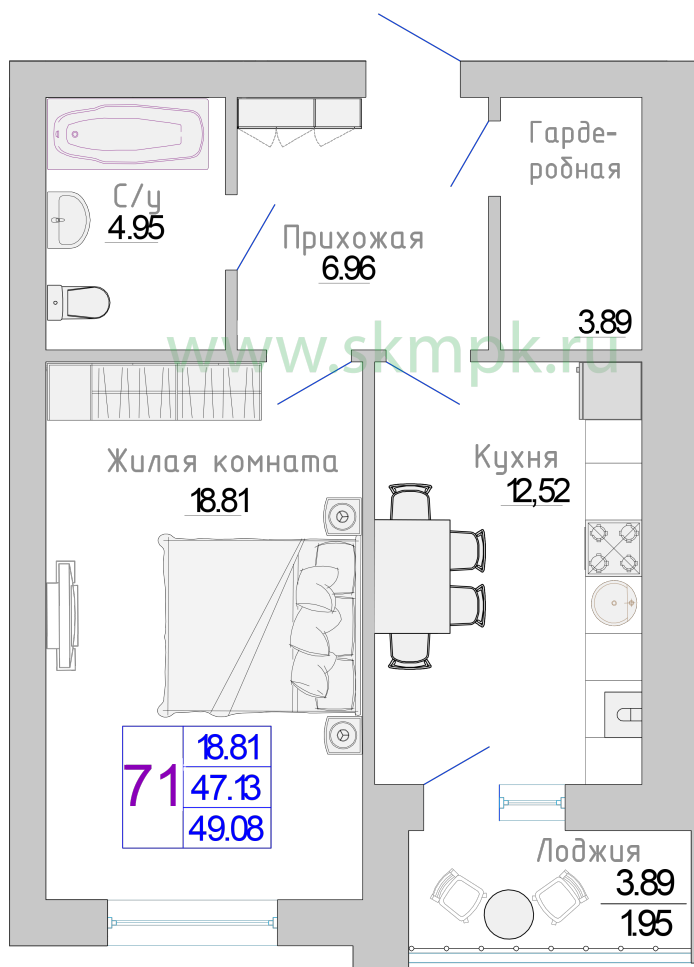 Гарде-
робная
С/у
4.95
Прихожая
6.96
3.89
www.skmpk.ru
Жилая комната
18.81
Кухня
12,52
71
18.81
47.13
49.08
Лоджия
3.89
1.95